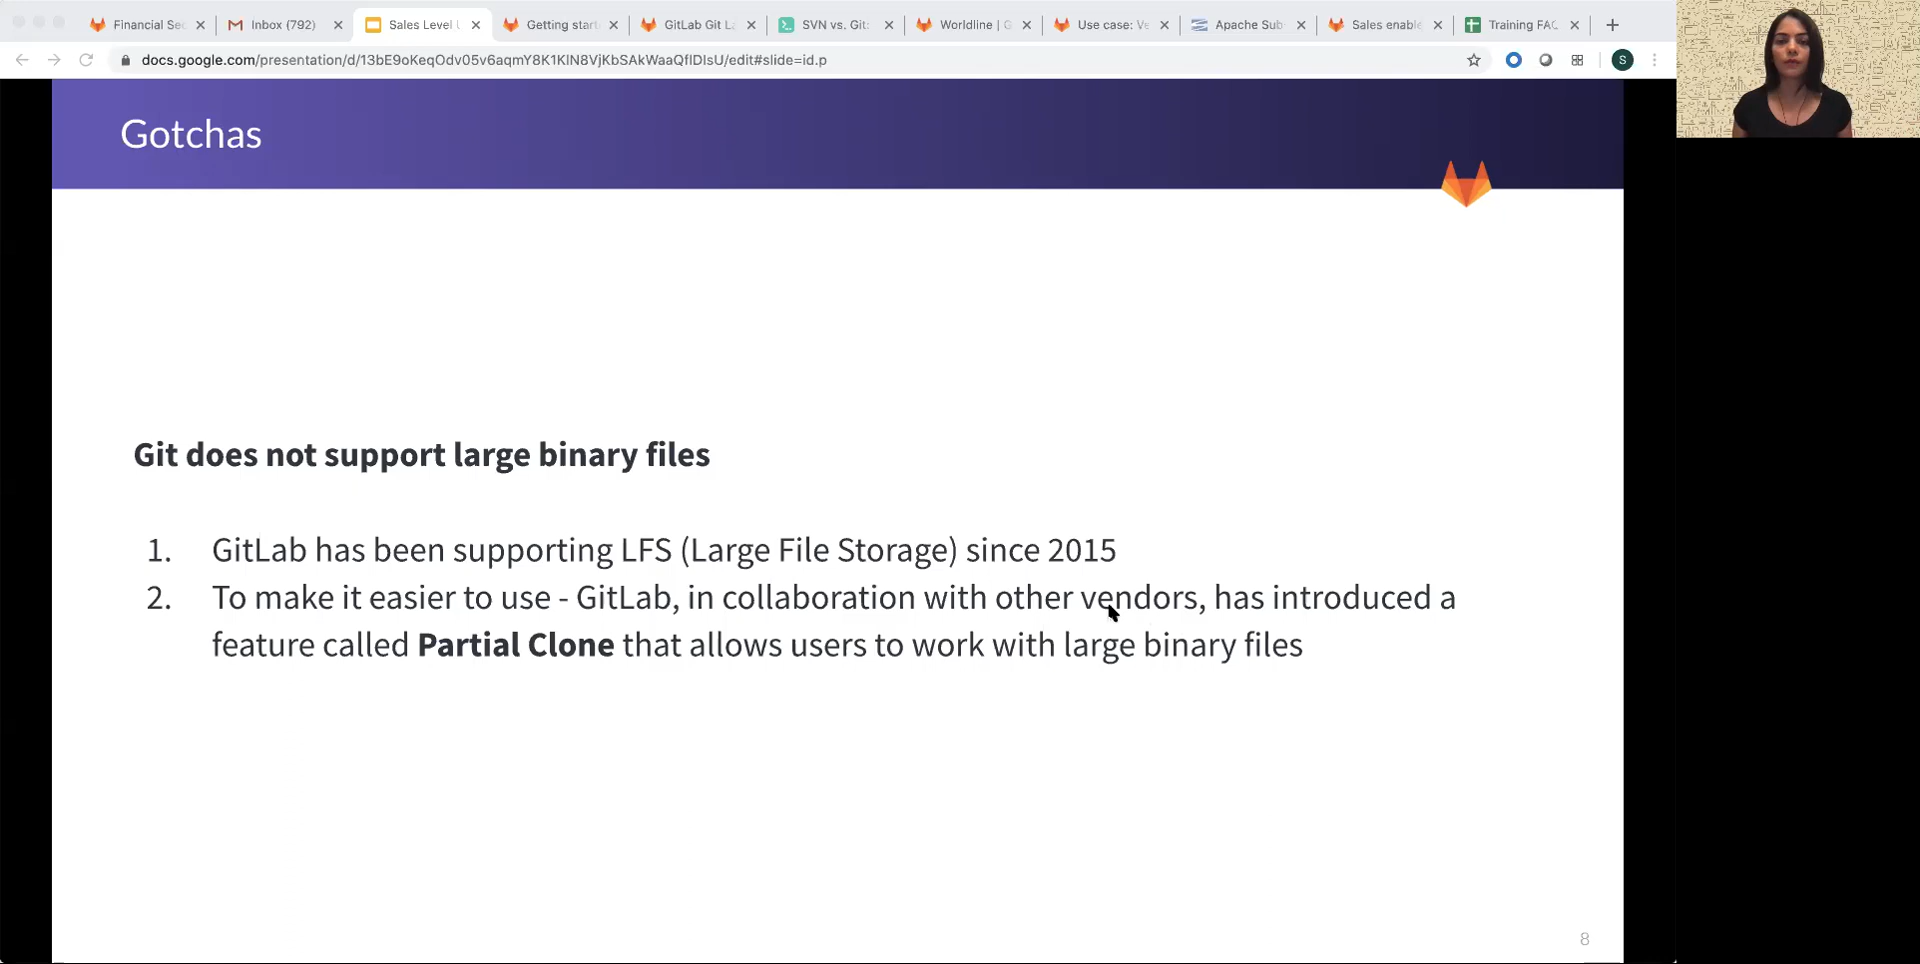 Financial Sec
Inbox (792)
Sales Level
Getting start
GitLab Git La
SVN vs. Git:
Worldline | G
Use case: Ve
Apache Sub
Sales enable
Training FAQ
docs.google.com/presentation/d/13bE9oKeqOdv05v6aqmY8K1KlN8VjKbSAkWaaQflDIsU/edit#slide=id.p
S
Gotchas
Git does not support large binary files
1. GitLab has been supporting LFS (Large File Storage) since 2015
2. To make it easier to use - GitLab, in collaboration with other vendors, has introduced a
feature called Partial Clone that allows users to work with large binary files
8